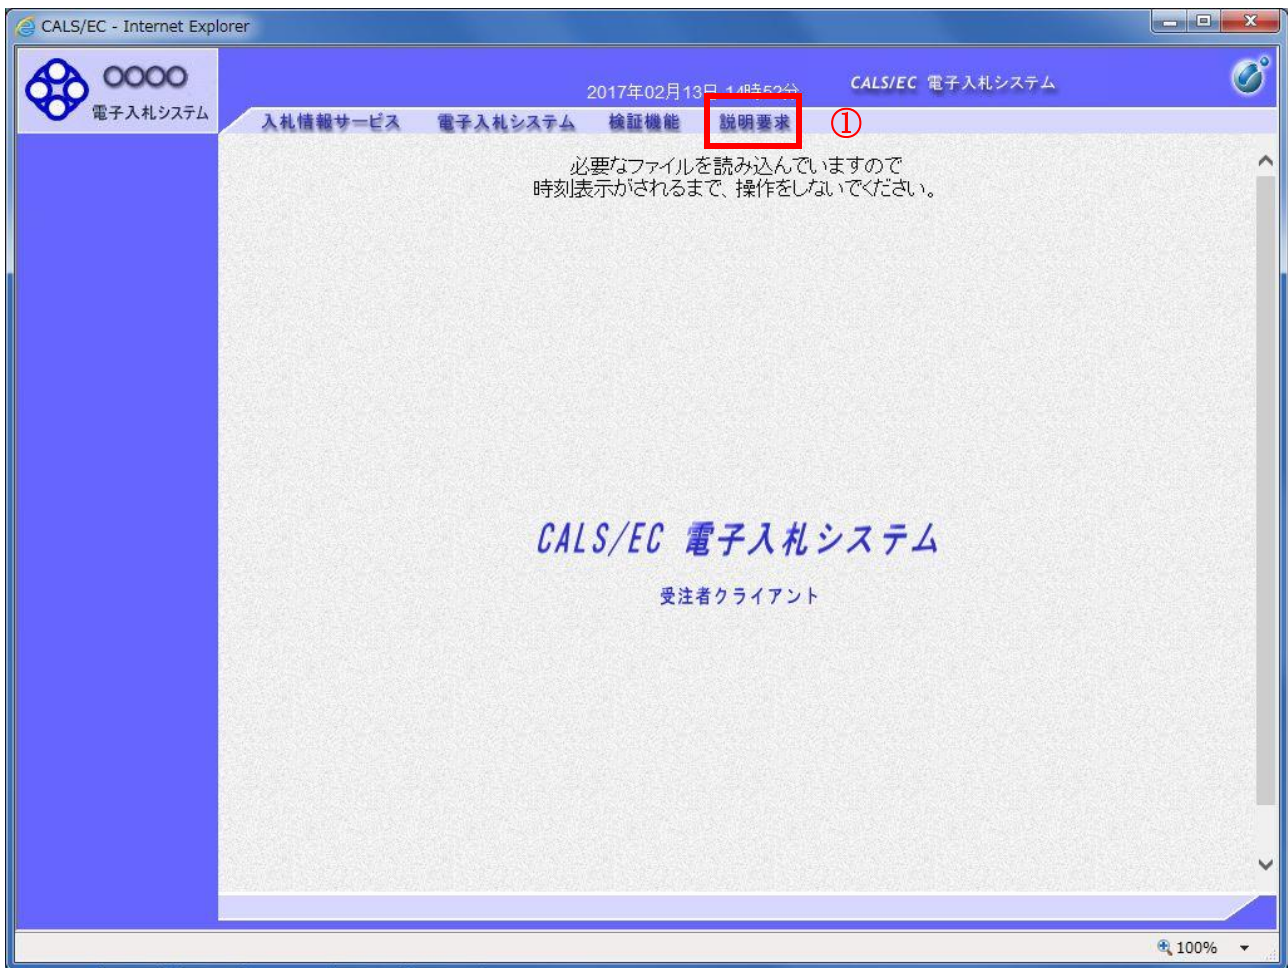 CALS/EC - Internet Explorer
〇〇〇〇
電子入札システム
2017年02月13日 14時52分
CALS/EC 電子入札システム
入札情報サービス 電子入札システム 検証機能 説明要求 ①
必要なファイルを読み込んでいますので
時刻表示がされるまで、操作をしないでください。
CALS/EC 電子入札システム
受注者クライアント
100%